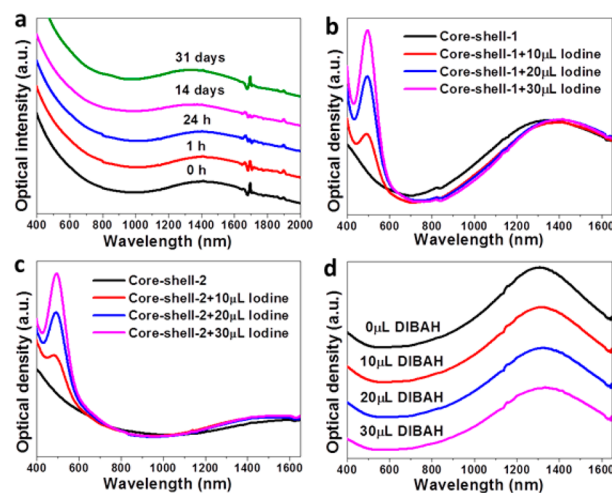 a
Optical intensity (a.u.)
31 days
14 days
24 h
1 h
0 h
400 600 800 1000 1200 1400 1600 1800 2000
Wavelength (nm)
b
Optical density (a.u.)
Core-shell-1
Core-shell-1+10μL Iodine
Core-shell-1+20μL Iodine
Core-shell-1+30μL Iodine
400 600 800 1000 1200 1400 1600
Wavelength (nm)
c
Optical density (a.u.)
Core-shell-2
Core-shell-2+10μL Iodine
Core-shell-2+20μL Iodine
Core-shell-2+30μL Iodine
400 600 800 1000 1200 1400 1600
Wavelength (nm)
d
Optical density (a.u.)
0μL DIBAH
10μL DIBAH
20μL DIBAH
30μL DIBAH
400 600 800 1000 1200 1400 1600
Wavelength (nm)